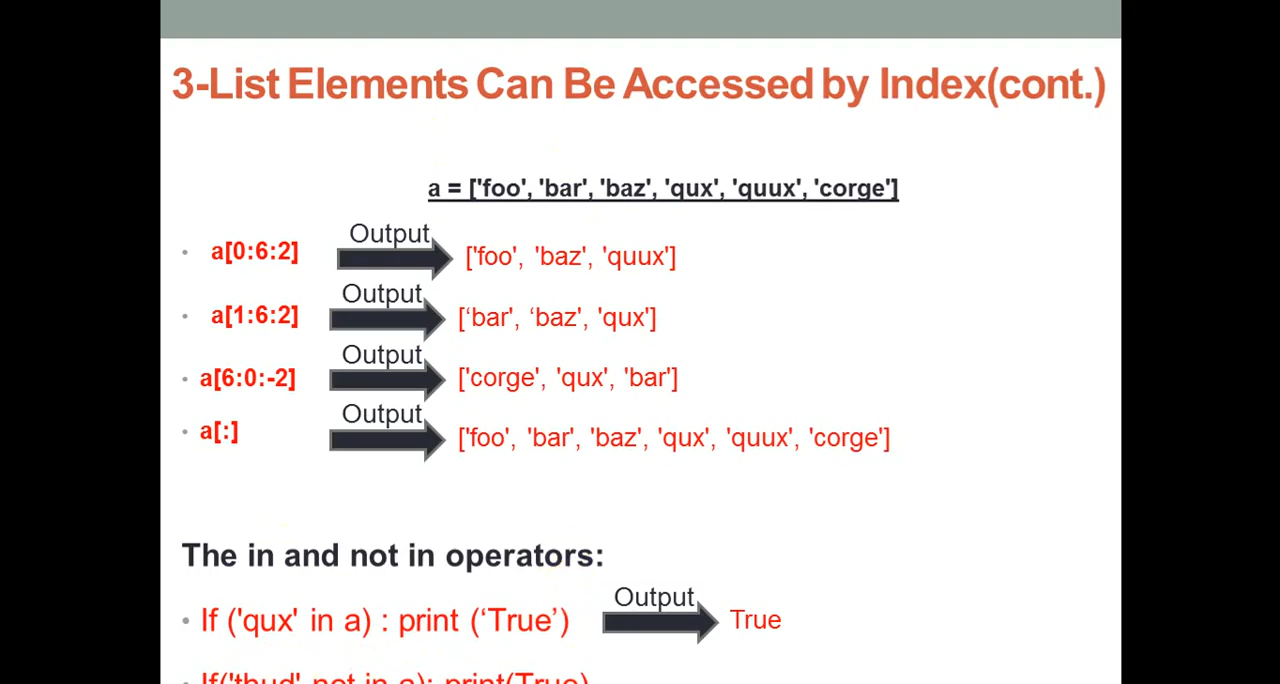 3-List Elements Can Be Accessed by Index(cont.)
a = ['foo', 'bar', 'baz', 'qux', 'quux', 'corge']
• a[0:6:2] Output ['foo', 'baz', 'quux']
• a[1:6:2] Output [‘bar', ‘baz', 'qux']
• a[6:0:-2] Output ['corge', 'qux', 'bar']
• a[:] Output ['foo', 'bar', 'baz', 'qux', 'quux', 'corge']
The in and not in operators:
• If ('qux' in a) : print (‘True’) Output True
If('thud' not in a): print(True)